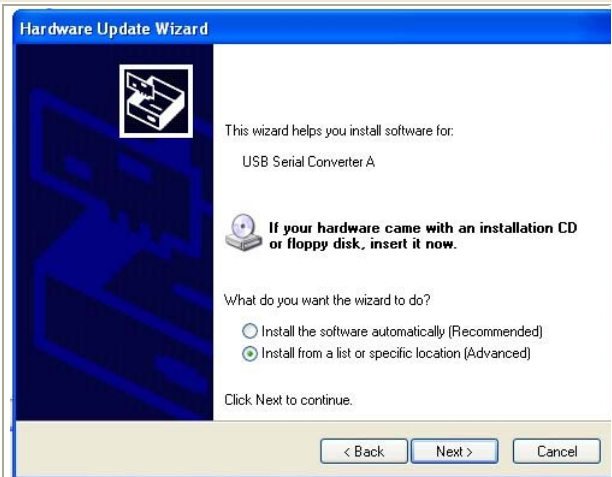 Hardware Update Wizard
This wizard helps you install software for:
USB Serial Converter A
If your hardware came with an installation CD
or floppy disk, insert it now.
What do you want the wizard to do?
Install the software automatically (Recommended)
Install from a list or specific location (Advanced)
Click Next to continue.
< Back Next > Cancel